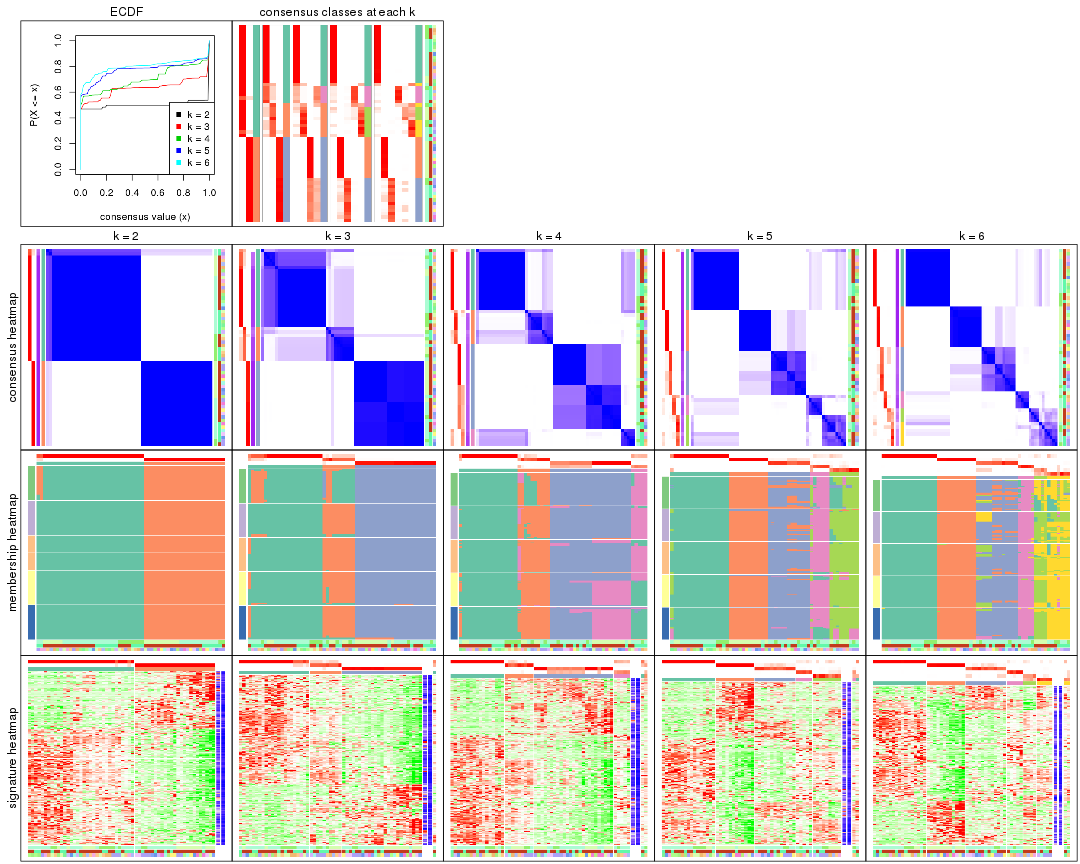 ECDF
consensus classes at each k
P(X <= x)
0.0 0.2 0.4 0.6 0.8 1.0
k = 2
k = 3
k = 4
k = 5
k = 6
0.0 0.2 0.4 0.6 0.8 1.0
consensus value (x)
k = 2
k = 3
k = 4
k = 5
k = 6
consensus heatmap
membership heatmap
signature heatmap